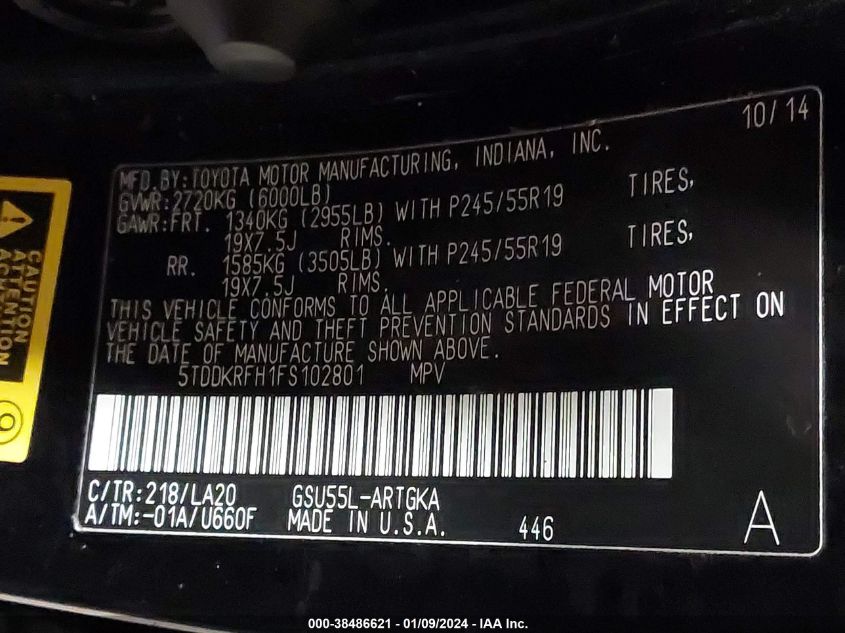 10/14
MFD.BY:TOYOTA MOTOR MANUFACTURING, INDIANA, INC.
GVWR:2720KG (6000LB)
GAWR:FRT. 1340KG (2955LB) WITH P245/55R19 TIRES,
19X7.5J RIMS.
RR. 1585KG (3505LB) WITH P245/55R19 TIRES,
19X7.5J RIMS.
THIS VEHICLE CONFORMS TO ALL APPLICABLE FEDERAL MOTOR
VEHICLE SAFETY AND THEFT PREVENTION STANDARDS IN EFFECT ON
THE DATE OF MANUFACTURE SHOWN ABOVE.
5TDDKRFH1FS102801 MPV
C/TR:218/LA20 GSU55L-ARTGKA
A/TM:-01A/U660F MADE IN U.S.A. 446 A
CAUTION
ATTENTION
000-38486621 - 01/09/2024 - IAA Inc.